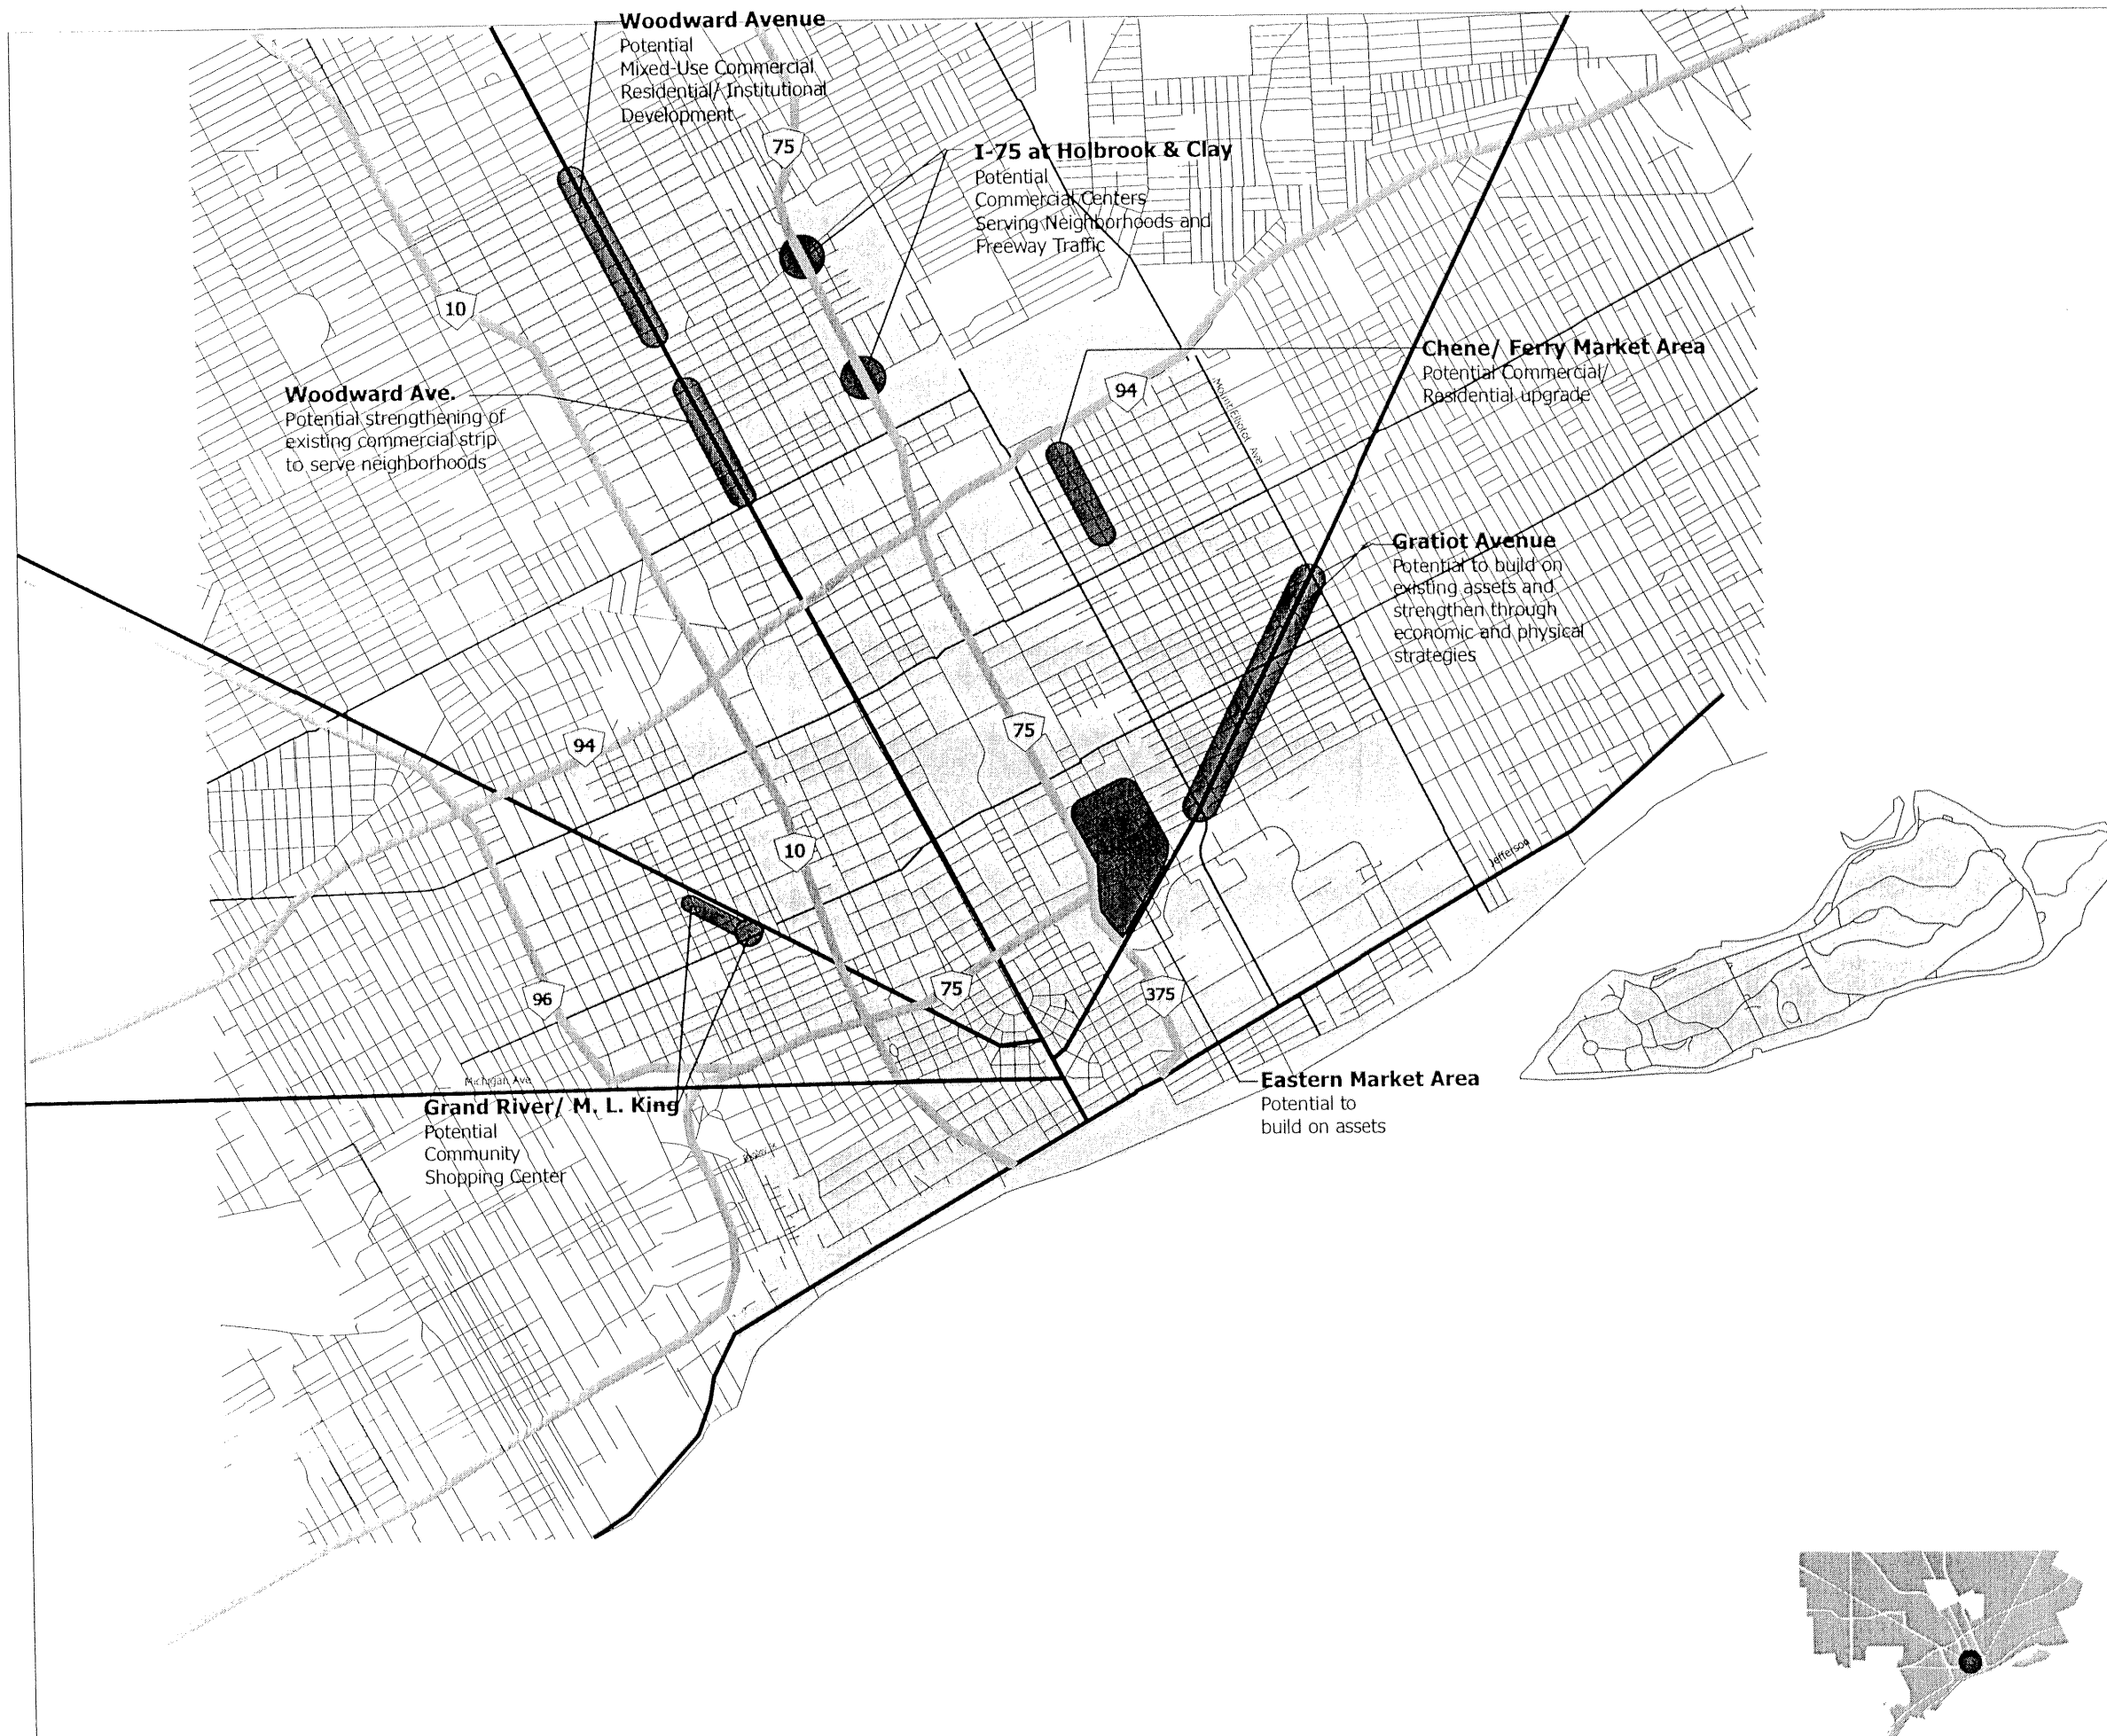 Woodward Avenue
Potential
Mixed-Use Commercial
Residential/ Institutional
Development
75
I-75 at Holbrook & Clay
Potential
Commercial Centers
Serving Neighborhoods and
Freeway Traffic
10
Chene/ Ferry Market Area
Potential Commercial/
Residential upgrade
94
Woodward Ave.
Potential strengthening of
existing commercial strip
to serve neighborhoods
Gratiot Avenue
Potential to build on
existing assets and
strengthen through
economic and physical
strategies
75
94
10
Jefferson
96
75
375
Michigan Ave
Grand River/ M. L. King
Potential
Community
Shopping Center
Eastern Market Area
Potential to
build on assets